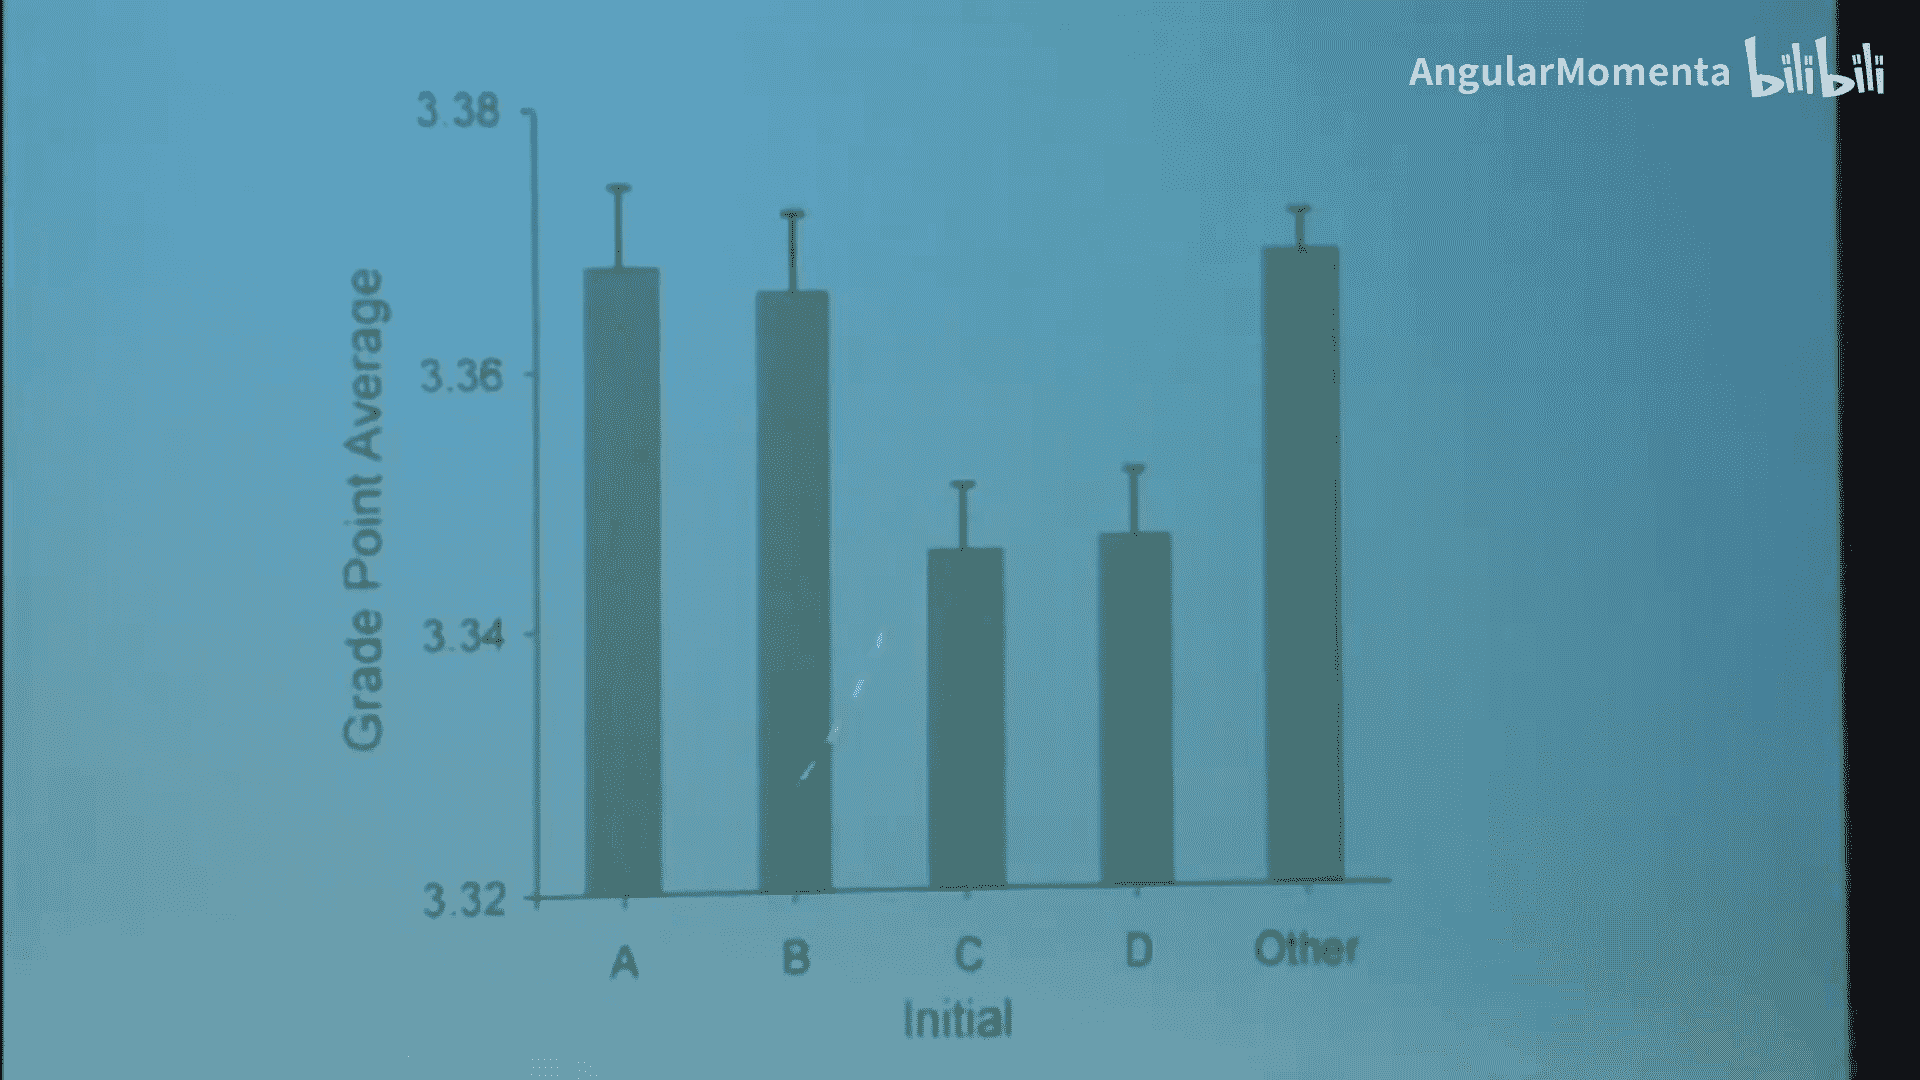 AngularMomenta bilibili
3.38
3.36
3.34
3.32
Grade Point Average
A B C D Other
Initial